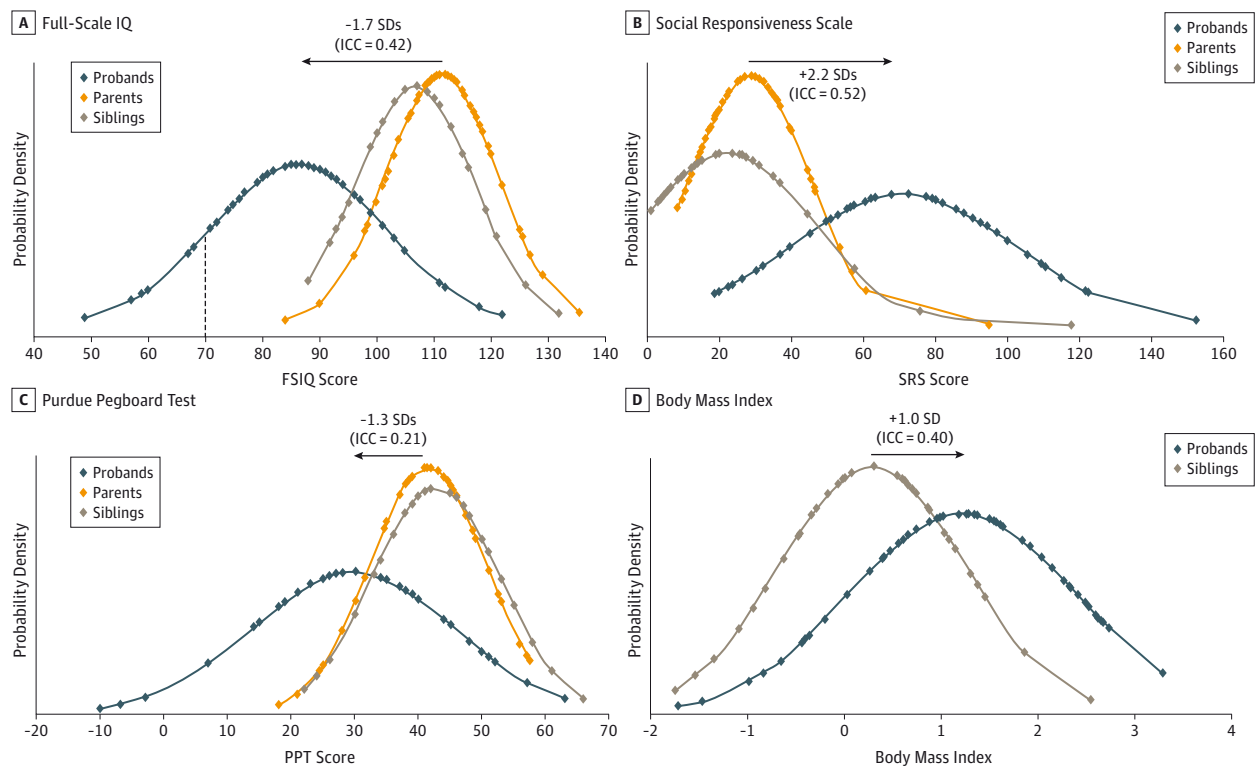 A Full-Scale IQ
-1.7 SDs
(ICC = 0.42)
Probands
Parents
Siblings
Probability Density
40 50 60 70 80 90 100 110 120 130 140
FSIQ Score
B Social Responsiveness Scale
Probands
Parents
Siblings
+2.2 SDs
(ICC = 0.52)
Probability Density
0 20 40 60 80 100 120 140 160
SRS Score
C Purdue Pegboard Test
-1.3 SDs
(ICC = 0.21)
Probands
Parents
Siblings
Probability Density
-20 -10 0 10 20 30 40 50 60 70
PPT Score
D Body Mass Index
+1.0 SD
(ICC = 0.40)
Probands
Siblings
Probability Density
-2 -1 0 1 2 3 4
Body Mass Index